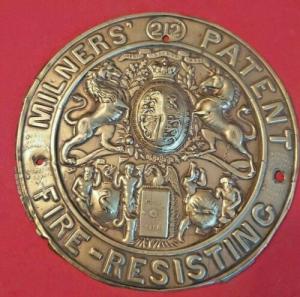 MILNERS' 212 PATENT
FIRE-RESISTING